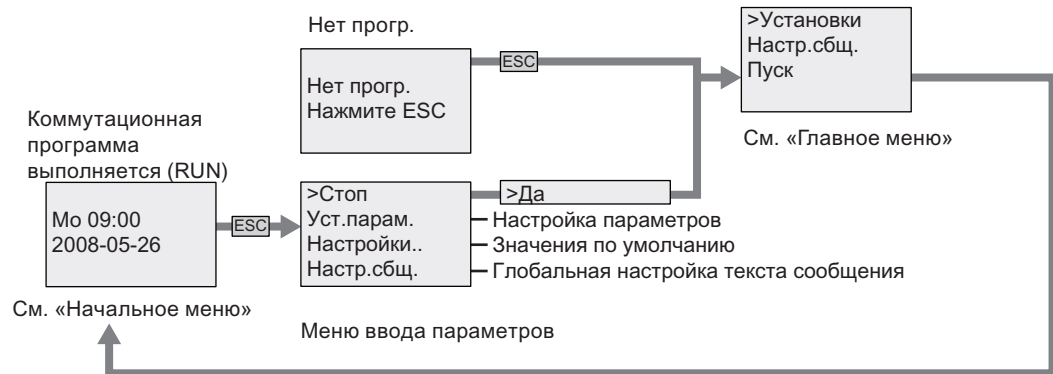 Нет прогр.
Нет прогр.
Нажмите ESC
ESC
>Установки
Настр.сбщ.
Пуск
См. «Главное меню»
Коммутационная
программа
выполняется (RUN)
Мо 09:00
2008-05-26
ESC
>Стоп
Уст.парам.
Настройки..
Настр.сбщ.
>Да
Настройка параметров
Значения по умолчанию
Глобальная настройка текста сообщения
См. «Начальное меню»
Меню ввода параметров